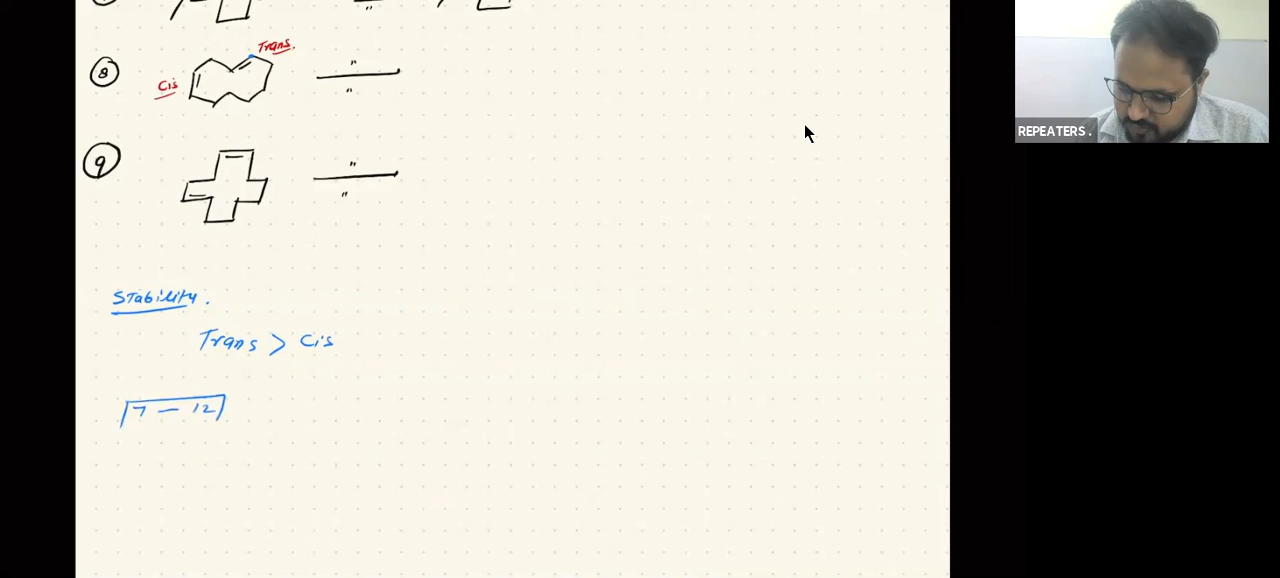 8 Cis Trans. " "
REPEATERS.
9 " "
Stability.
Trans > Cis
7 — 12